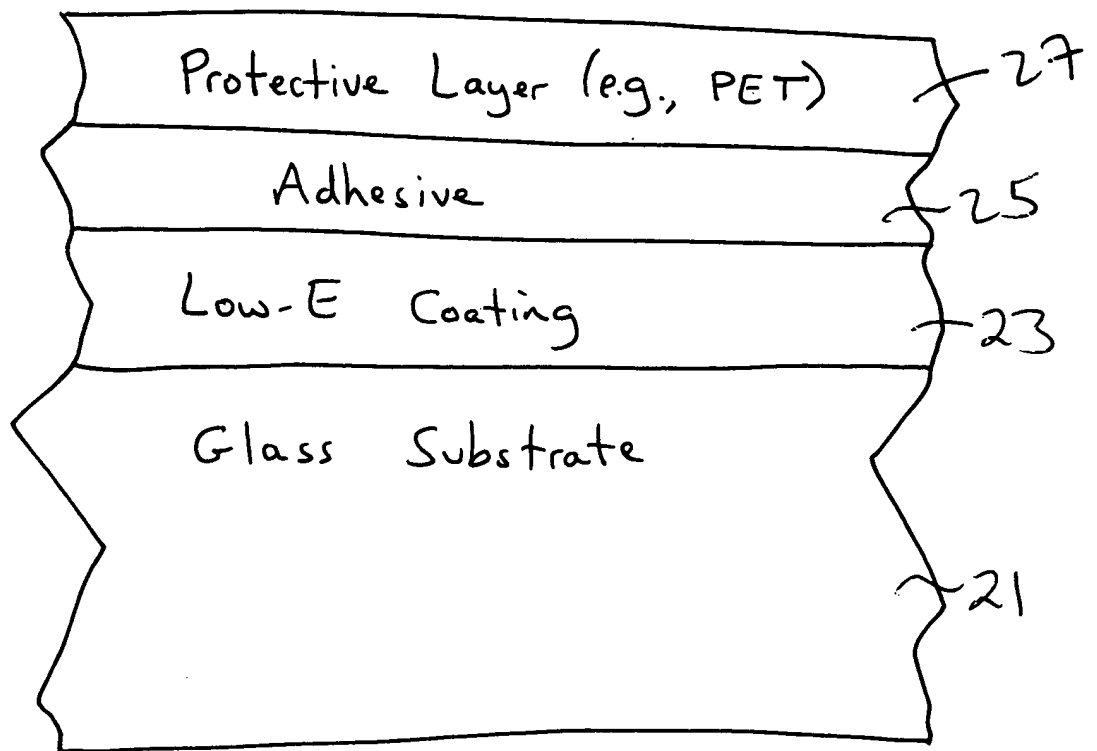 Protective Layer (e.g., PET) 27
Adhesive 25
Low-E Coating 23
Glass Substrate
21